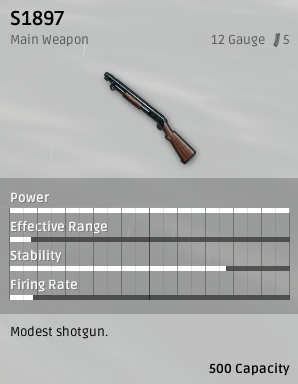 S1897
Main Weapon 12 Gauge 5
Power
Effective Range
Stability
Firing Rate
Modest shotgun.
500 Capacity